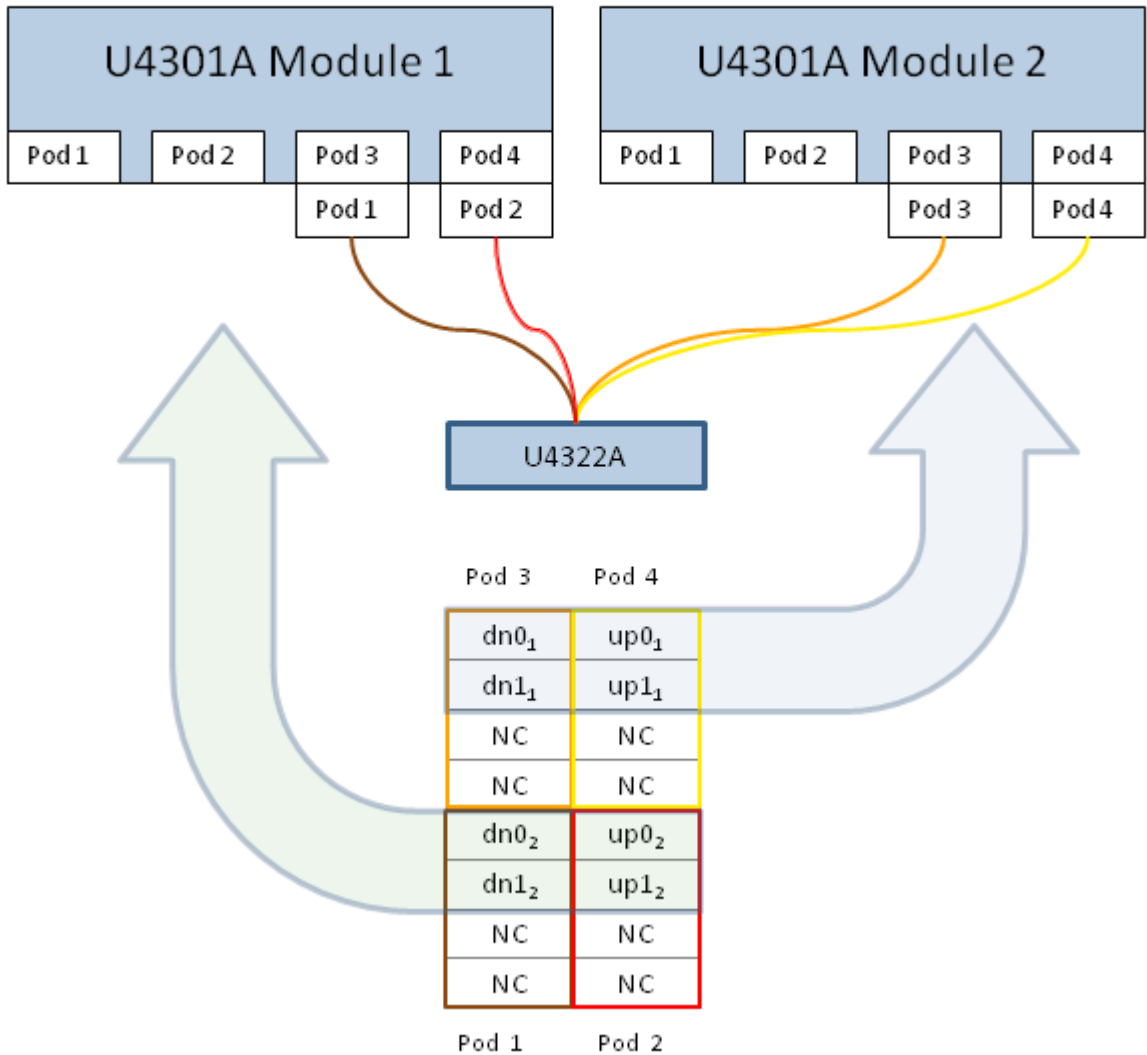 U4301A Module 1 U4301A Module 2
Pod 1 Pod 2 Pod 3 Pod 4 Pod 1 Pod 2 Pod 3 Pod 4
Pod 1 Pod 2 Pod 3 Pod 4
U4322A
Pod 3 Pod 4
dn0₁ up0₁
dn1₁ up1₁
NC NC
NC NC
dn0₂ up0₂
dn1₂ up1₂
NC NC
NC NC
Pod 1 Pod 2